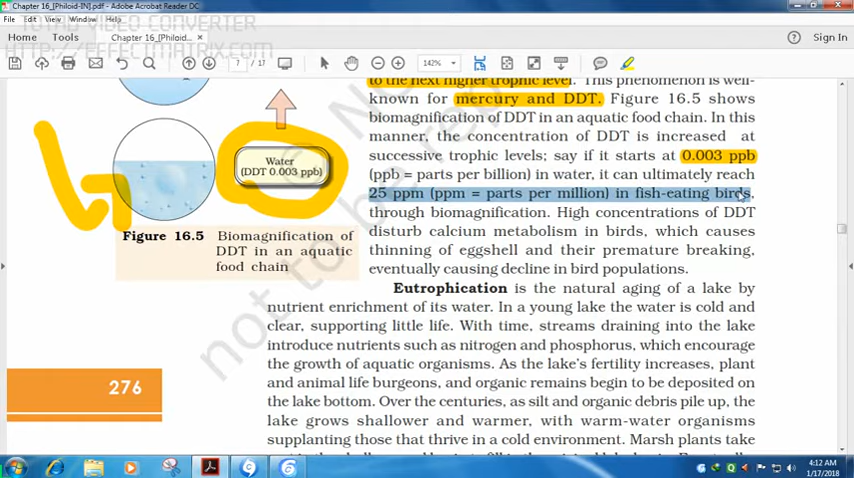 Chapter 16_[Philoid-IN].pdf - Adobe Acrobat Reader DC
File Edit View Window Help
TOTAL VIDEO CONVERTER
HTTP://EFFECTMATRIX.COM
Home Tools Chapter 16_[Philoid... × Sign In
7 / 17 142%
to the next higher trophic level. This phenomenon is well-
known for mercury and DDT. Figure 16.5 shows
biomagnification of DDT in an aquatic food chain. In this
manner, the concentration of DDT is increased at
successive trophic levels; say if it starts at 0.003 ppb
(ppb = parts per billion) in water, it can ultimately reach
25 ppm (ppm = parts per million) in fish-eating birds,
through biomagnification. High concentrations of DDT
disturb calcium metabolism in birds, which causes
thinning of eggshell and their premature breaking,
eventually causing decline in bird populations.
Water
(DDT 0.003 ppb)
Figure 16.5 Biomagnification of
DDT in an aquatic
food chain
not to be rep
Eutrophication is the natural aging of a lake by
nutrient enrichment of its water. In a young lake the water is cold and
clear, supporting little life. With time, streams draining into the lake
introduce nutrients such as nitrogen and phosphorus, which encourage
the growth of aquatic organisms. As the lake's fertility increases, plant
and animal life burgeons, and organic remains begin to be deposited on
the lake bottom. Over the centuries, as silt and organic debris pile up, the
lake grows shallower and warmer, with warm-water organisms
supplanting those that thrive in a cold environment. Marsh plants take
276
4:12 AM
1/17/2018